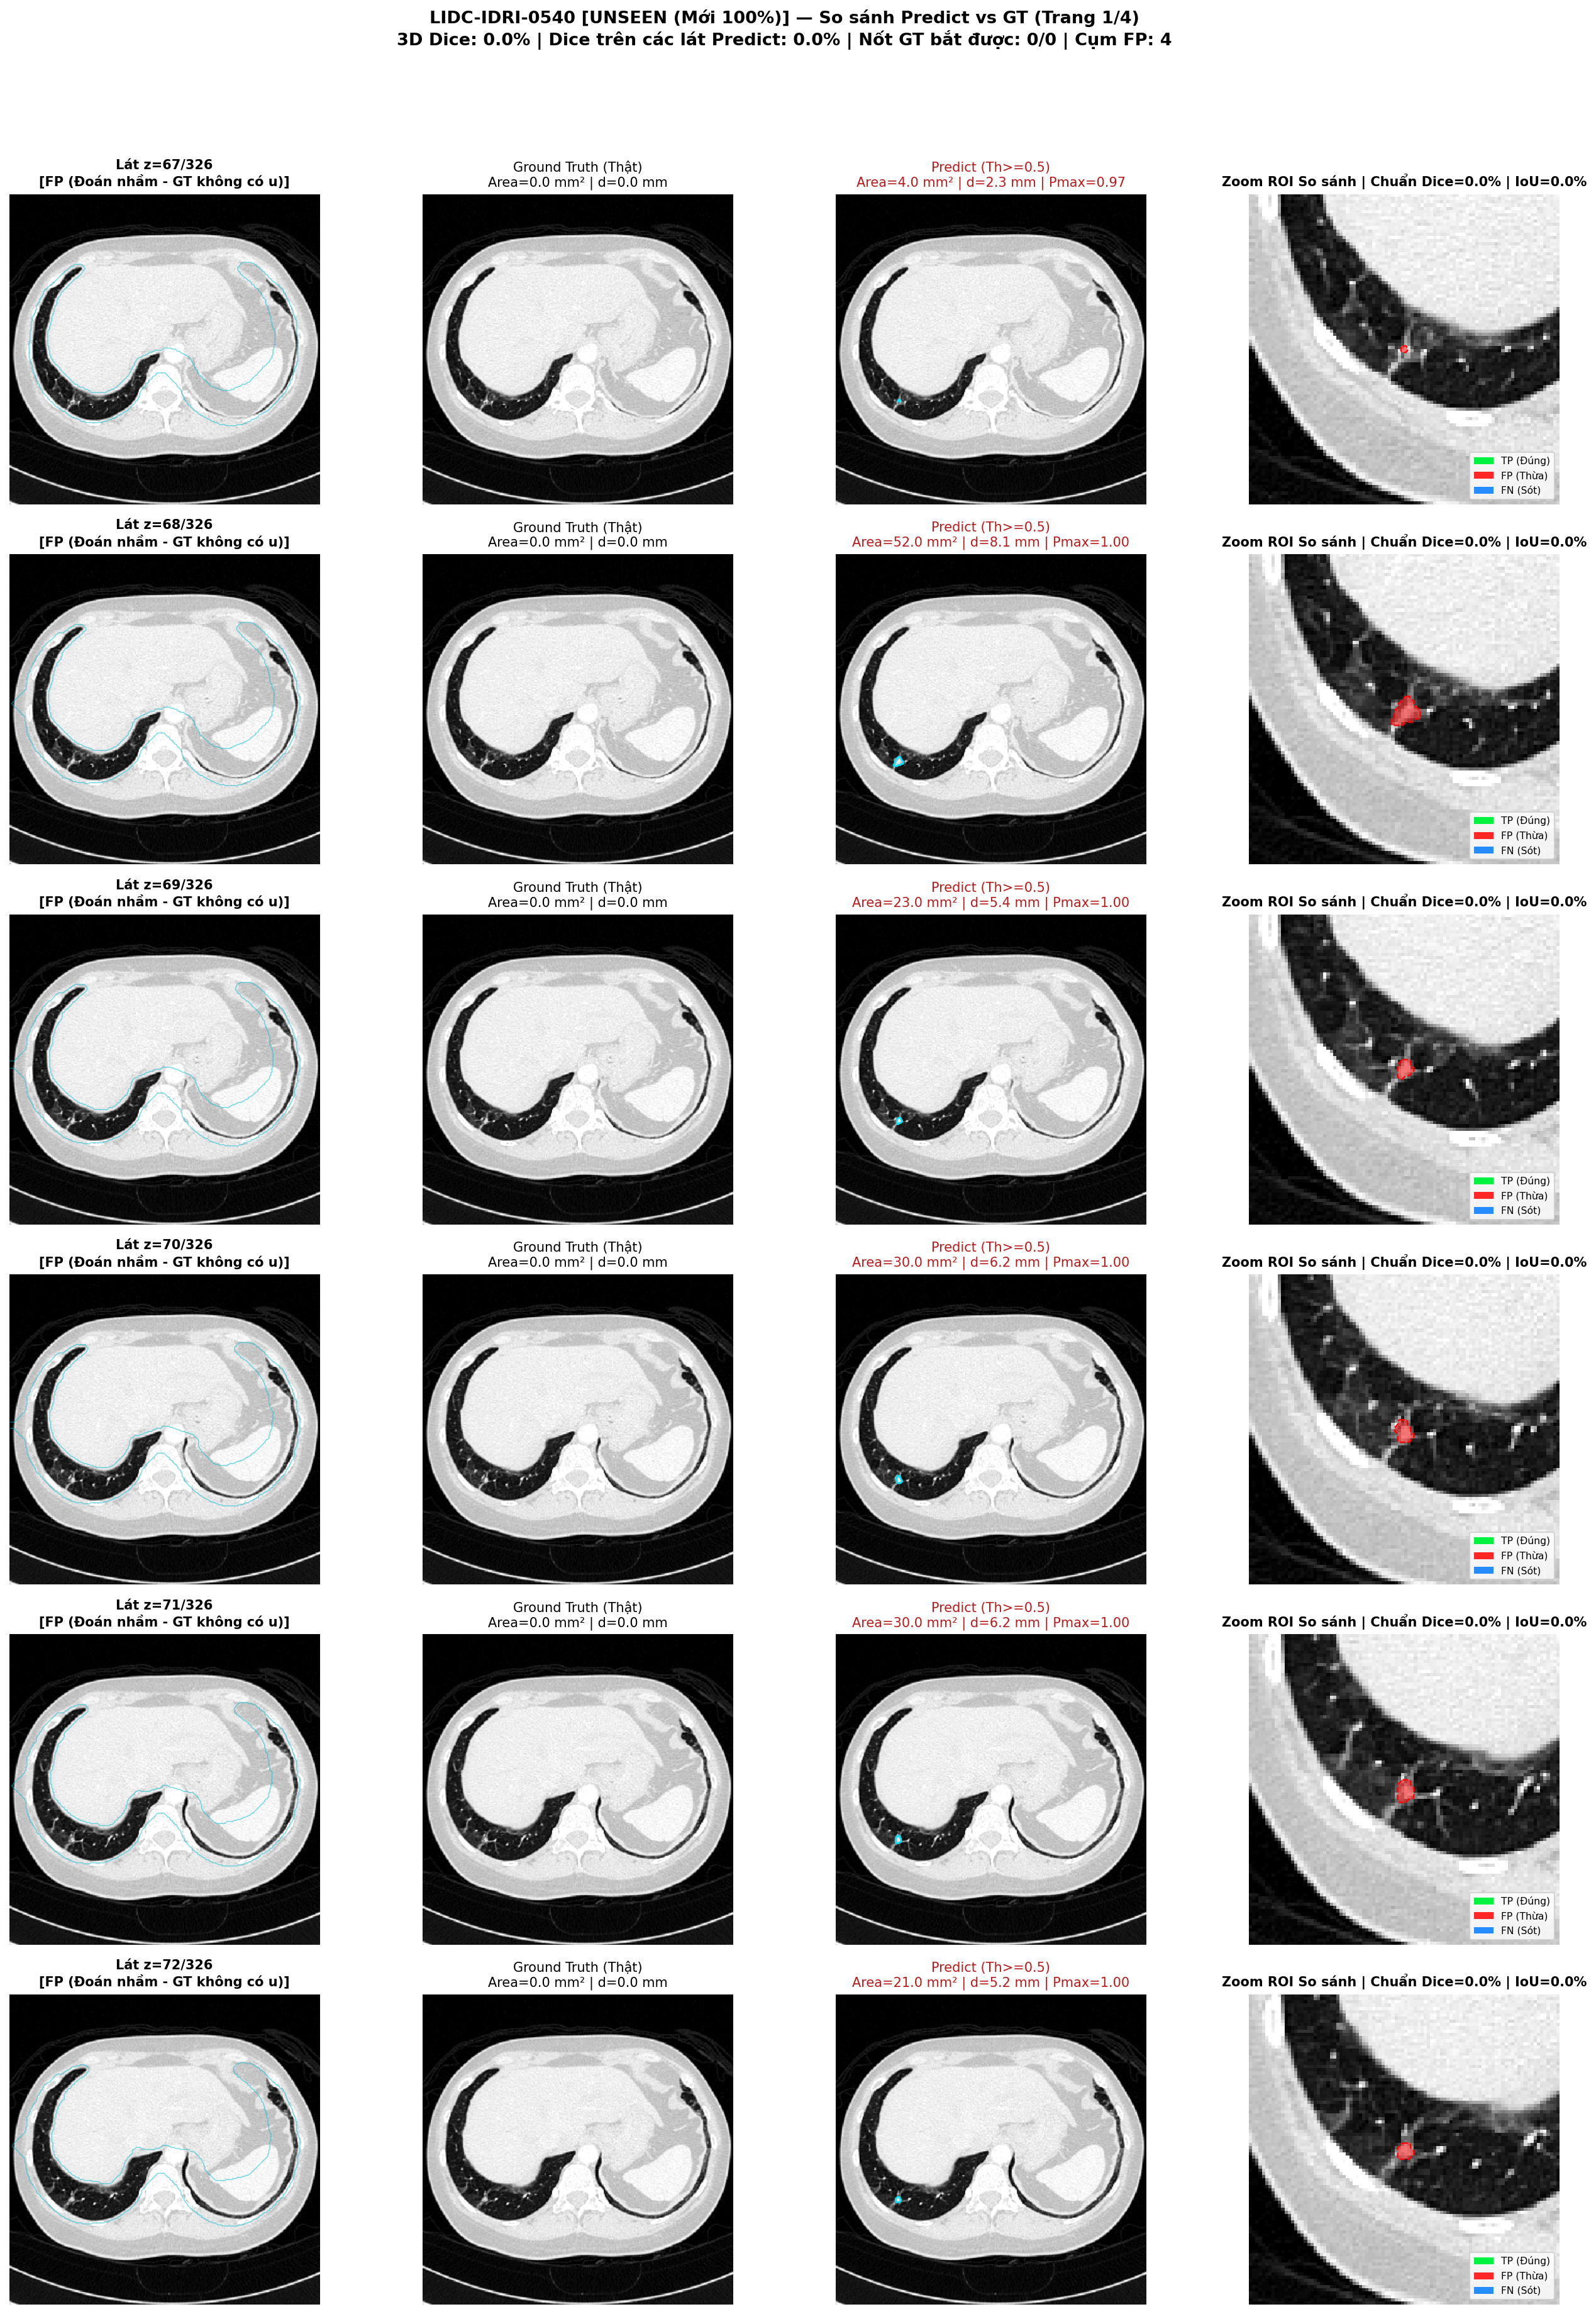 LIDC-IDRI-0540 [UNSEEN (Mới 100%)] — So sánh Predict vs GT (Trang 1/4)
3D Dice: 0.0% | Dice trên các lát Predict: 0.0% | Nốt GT bắt được: 0/0 | Cụm FP: 4
Lát z=67/326
[FP (Đoán nhầm - GT không có u)]
Ground Truth (Thật)
Area=0.0 mm² | d=0.0 mm
Predict (Th>=0.5)
Area=4.0 mm² | d=2.3 mm | Pmax=0.97
Zoom ROI So sánh | Chuẩn Dice=0.0% | IoU=0.0%
TP (Đúng)
FP (Thừa)
FN (Sót)
Lát z=68/326
[FP (Đoán nhầm - GT không có u)]
Ground Truth (Thật)
Area=0.0 mm² | d=0.0 mm
Predict (Th>=0.5)
Area=52.0 mm² | d=8.1 mm | Pmax=1.00
Zoom ROI So sánh | Chuẩn Dice=0.0% | IoU=0.0%
TP (Đúng)
FP (Thừa)
FN (Sót)
Lát z=69/326
[FP (Đoán nhầm - GT không có u)]
Ground Truth (Thật)
Area=0.0 mm² | d=0.0 mm
Predict (Th>=0.5)
Area=23.0 mm² | d=5.4 mm | Pmax=1.00
Zoom ROI So sánh | Chuẩn Dice=0.0% | IoU=0.0%
TP (Đúng)
FP (Thừa)
FN (Sót)
Lát z=70/326
[FP (Đoán nhầm - GT không có u)]
Ground Truth (Thật)
Area=0.0 mm² | d=0.0 mm
Predict (Th>=0.5)
Area=30.0 mm² | d=6.2 mm | Pmax=1.00
Zoom ROI So sánh | Chuẩn Dice=0.0% | IoU=0.0%
TP (Đúng)
FP (Thừa)
FN (Sót)
Lát z=71/326
[FP (Đoán nhầm - GT không có u)]
Ground Truth (Thật)
Area=0.0 mm² | d=0.0 mm
Predict (Th>=0.5)
Area=30.0 mm² | d=6.2 mm | Pmax=1.00
Zoom ROI So sánh | Chuẩn Dice=0.0% | IoU=0.0%
TP (Đúng)
FP (Thừa)
FN (Sót)
Lát z=72/326
[FP (Đoán nhầm - GT không có u)]
Ground Truth (Thật)
Area=0.0 mm² | d=0.0 mm
Predict (Th>=0.5)
Area=21.0 mm² | d=5.2 mm | Pmax=1.00
Zoom ROI So sánh | Chuẩn Dice=0.0% | IoU=0.0%
TP (Đúng)
FP (Thừa)
FN (Sót)